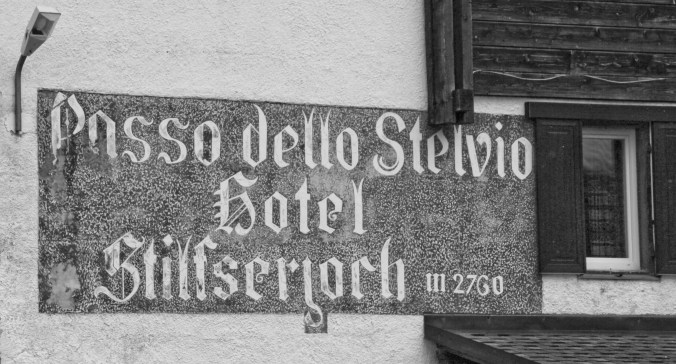 Passo dello Stelvio
Hotel
Stilfserjoch m 2760